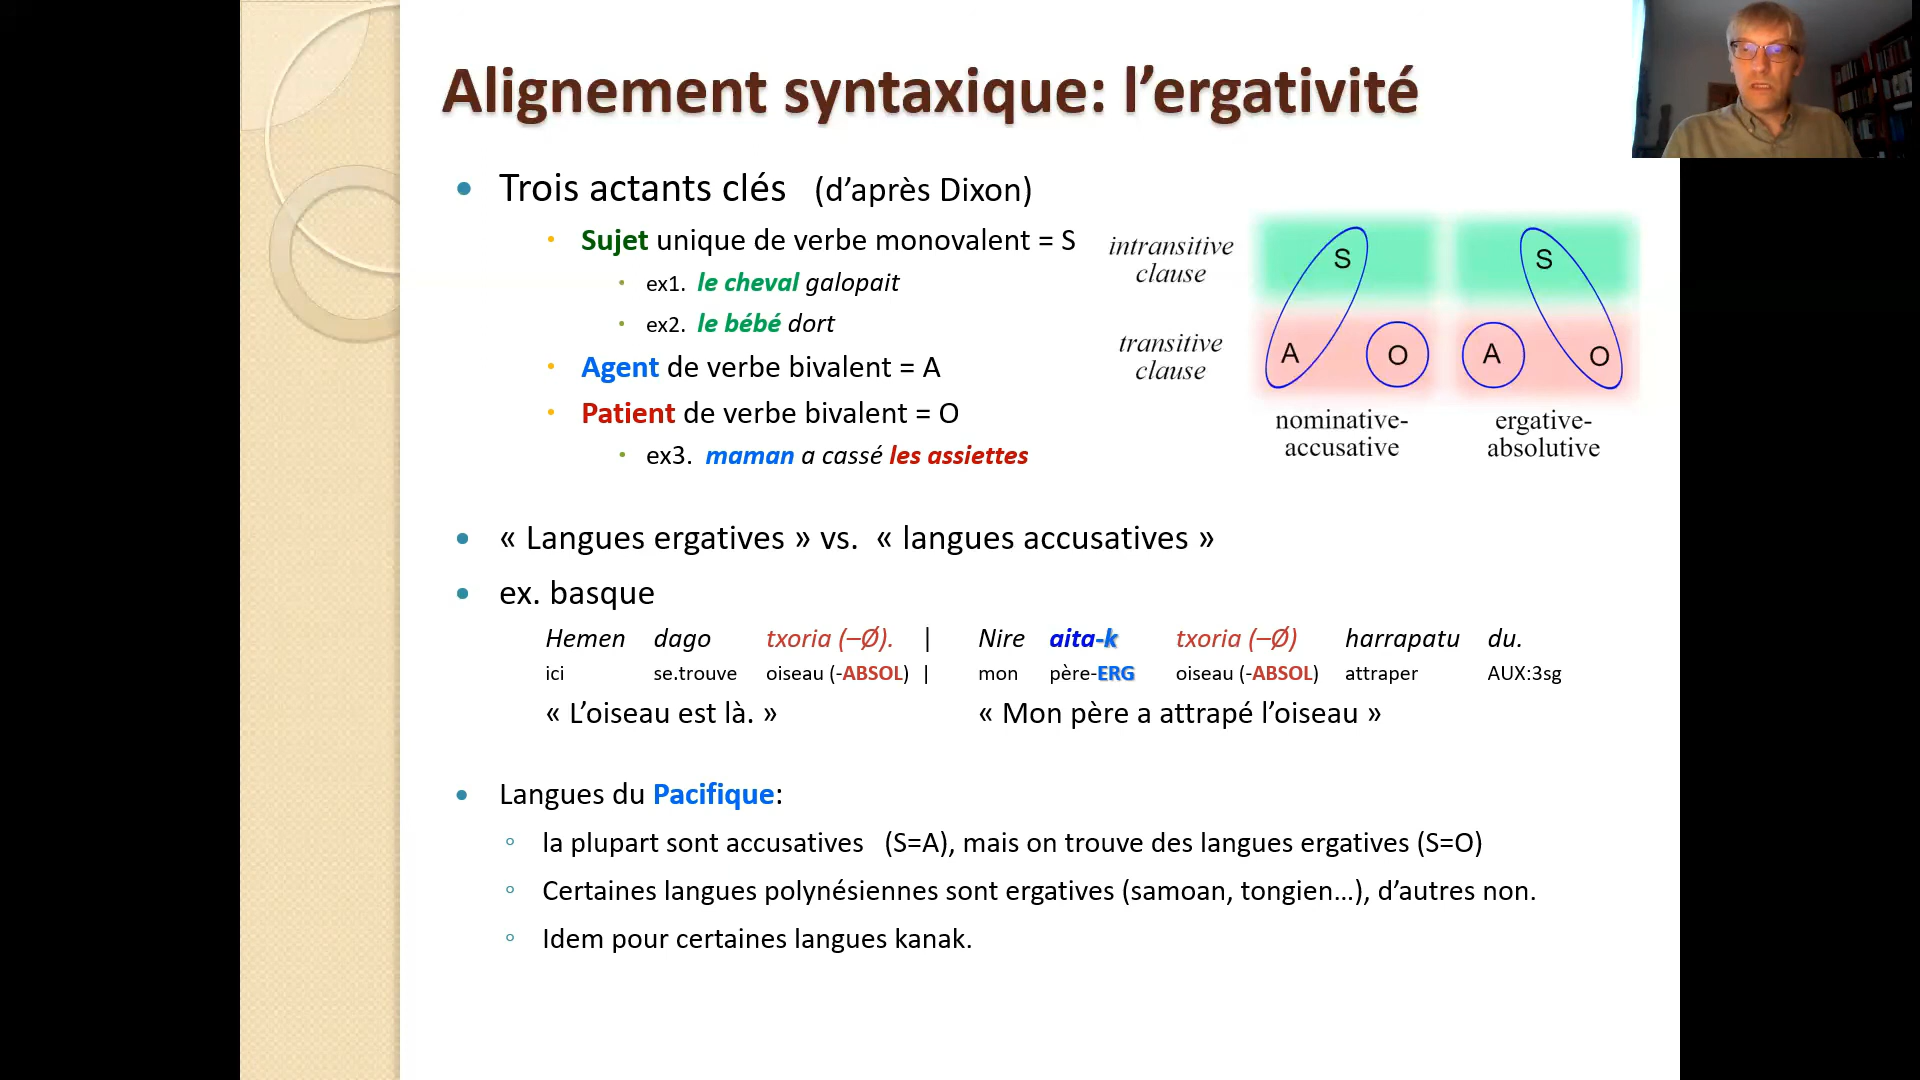 Alignement syntaxique: l’ergativité
Trois actants clés (d’après Dixon)
Sujet unique de verbe monovalent = S
ex1. le cheval galopait
ex2. le bébé dort
Agent de verbe bivalent = A
Patient de verbe bivalent = O
ex3. maman a cassé les assiettes
intransitive
clause
S
S
transitive
clause
A
O
A
O
nominative-
accusative
ergative-
absolutive
« Langues ergatives » vs. « langues accusatives »
ex. basque
Hemen dago txoria (–Ø). | Nire aita-k txoria (–Ø) harrapatu du.
ici se.trouve oiseau (-ABSOL) | mon père-ERG oiseau (-ABSOL) attraper AUX:3sg
« L’oiseau est là. » « Mon père a attrapé l’oiseau »
Langues du Pacifique:
la plupart sont accusatives (S=A), mais on trouve des langues ergatives (S=O)
Certaines langues polynésiennes sont ergatives (samoan, tongien…), d’autres non.
Idem pour certaines langues kanak.